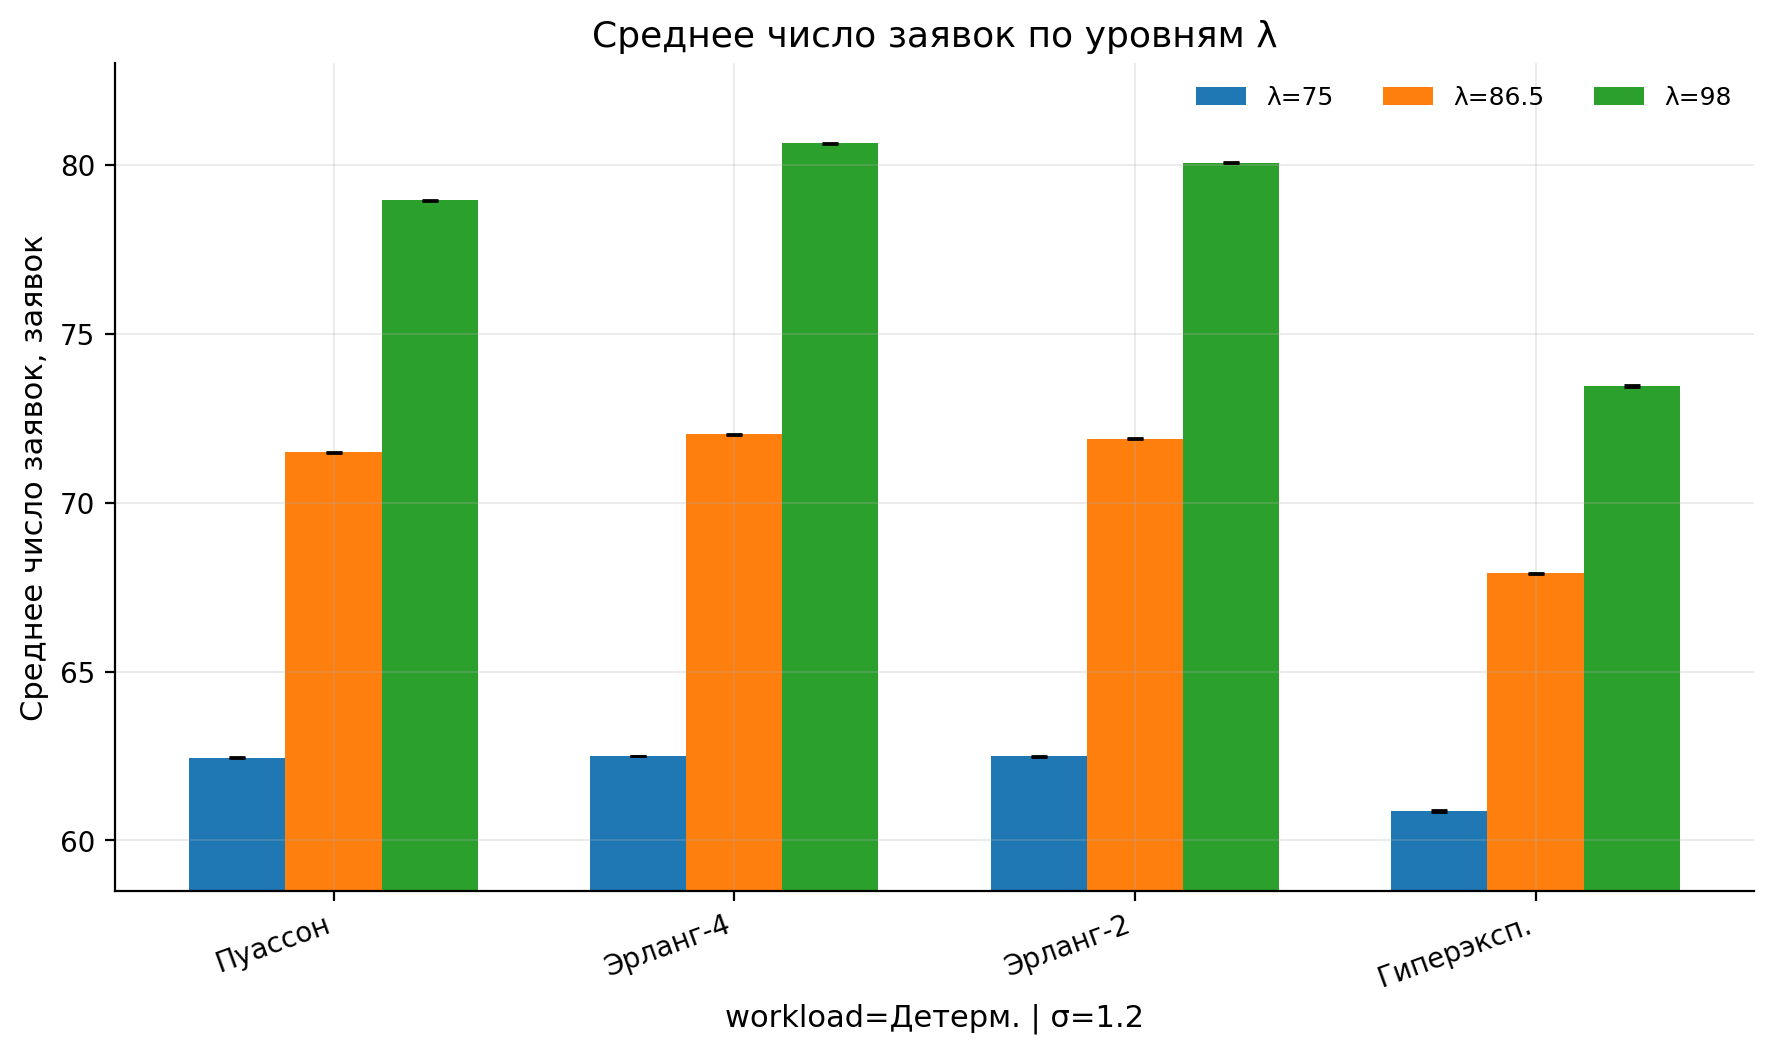 Среднее число заявок по уровням λ
λ=75
λ=86.5
λ=98
Среднее число заявок, заявок
80
75
70
65
60
Пуассон
Эрланг-4
Эрланг-2
Гиперэксп.
workload=Детерм. | σ=1.2